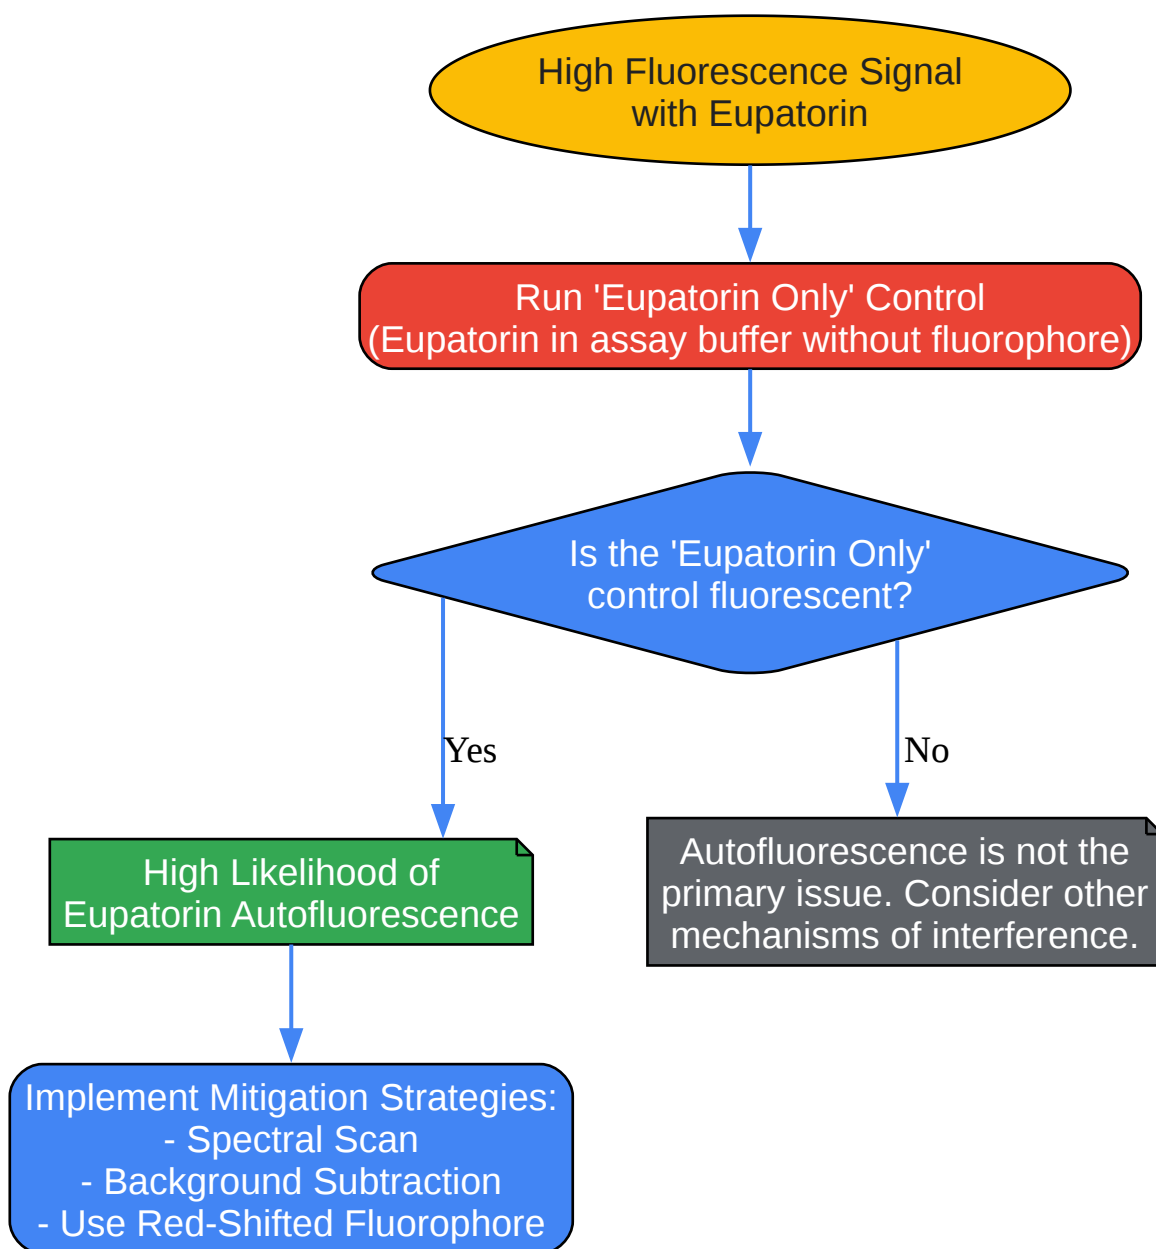 High Fluorescence Signal
with Eupatorin
Run 'Eupatorin Only' Control
(Eupatorin in assay buffer without fluorophore)
Is the 'Eupatorin Only'
control fluorescent?
Yes
No
High Likelihood of
Eupatorin Autofluorescence
Autofluorescence is not the
primary issue. Consider other
mechanisms of interference.
Implement Mitigation Strategies:
- Spectral Scan
- Background Subtraction
- Use Red-Shifted Fluorophore